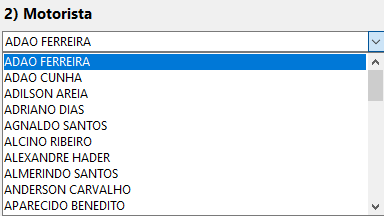 2) Motorista
ADAO FERREIRA
ADAO FERREIRA
ADAO CUNHA
ADILSON AREIA
ADRIANO DIAS
AGNALDO SANTOS
ALCINO RIBEIRO
ALEXANDRE HADER
ALMERINDO SANTOS
ANDERSON CARVALHO
APARECIDO BENEDITO